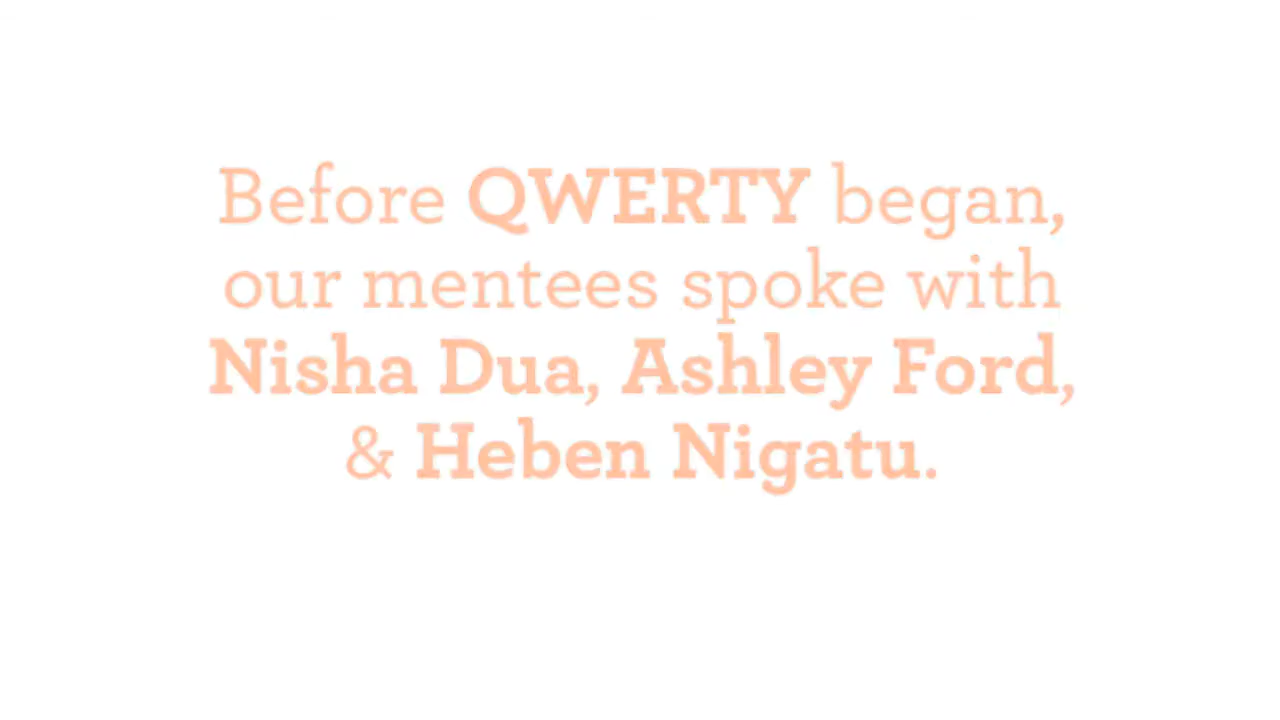 Before QWERTY began,
our mentees spoke with
Nisha Dua, Ashley Ford,
& Heben Nigatu.